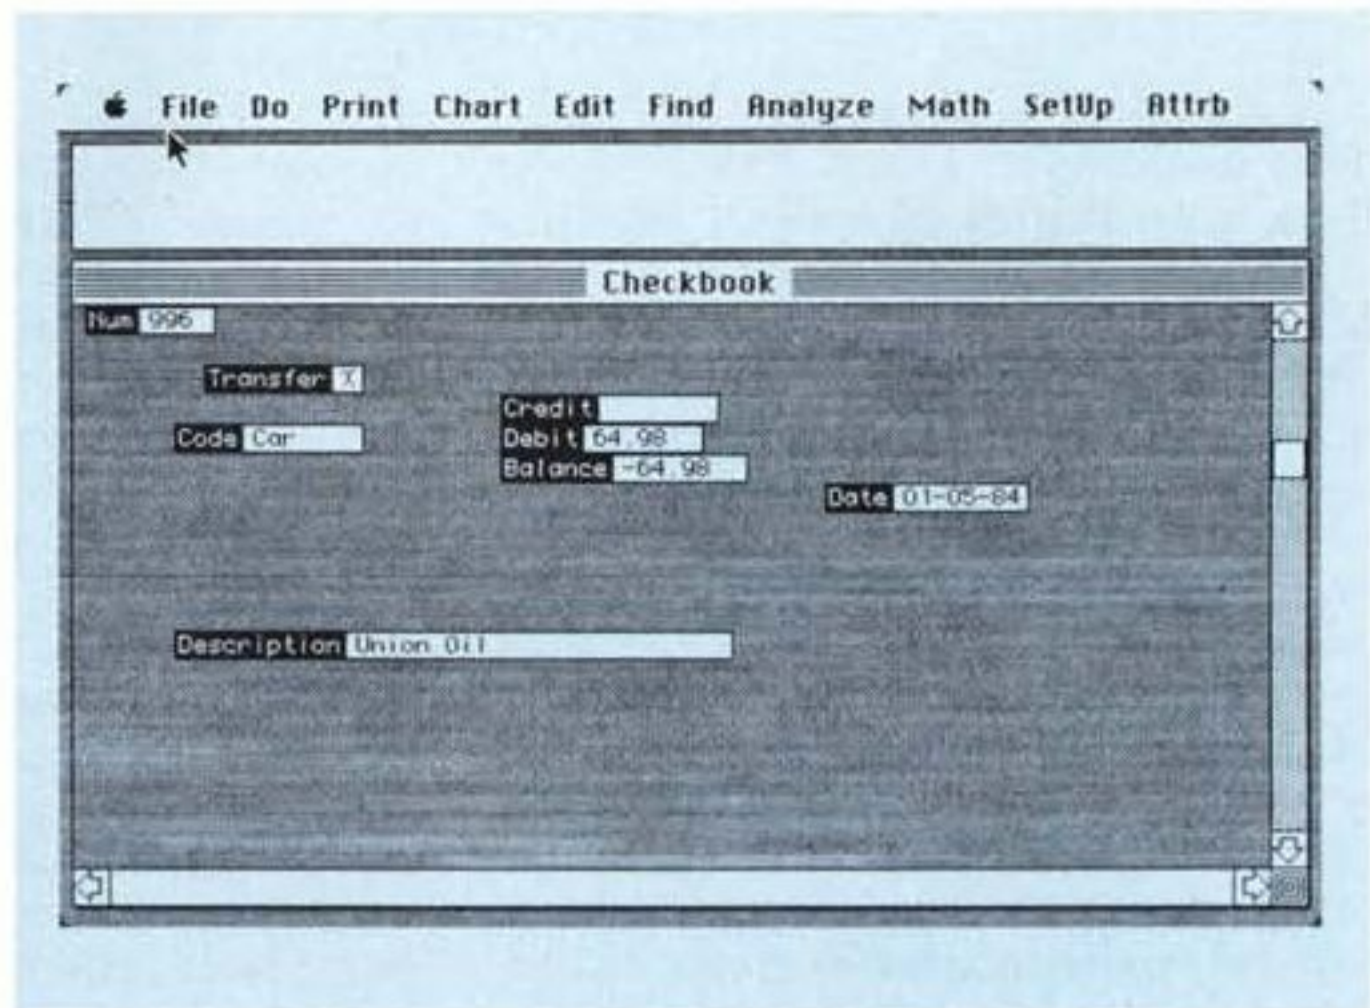 File Do Print Chart Edit Find Analyze Math SetUp Attrb
Checkbook
Num 996
Transfer X
Credit
Code Car
Debit 64.98
Balance -64.98
Date 01-05-84
Description Union Oil